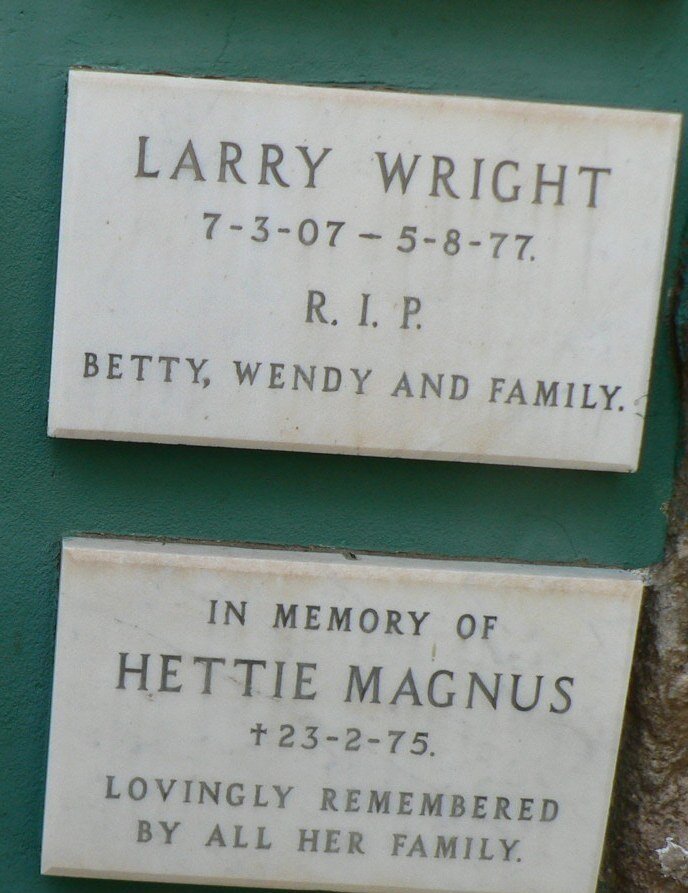 LARRY WRIGHT
7-3-07 – 5-8-77.
R. I. P.
BETTY, WENDY AND FAMILY.
IN MEMORY OF
HETTIE MAGNUS
†23-2-75.
LOVINGLY REMEMBERED
BY ALL HER FAMILY.